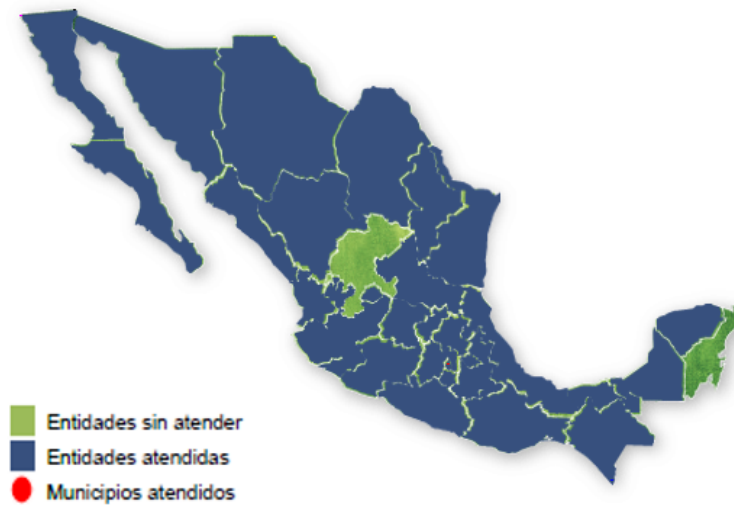 Entidades sin atender
Entidades atendidas
Municipios atendidos